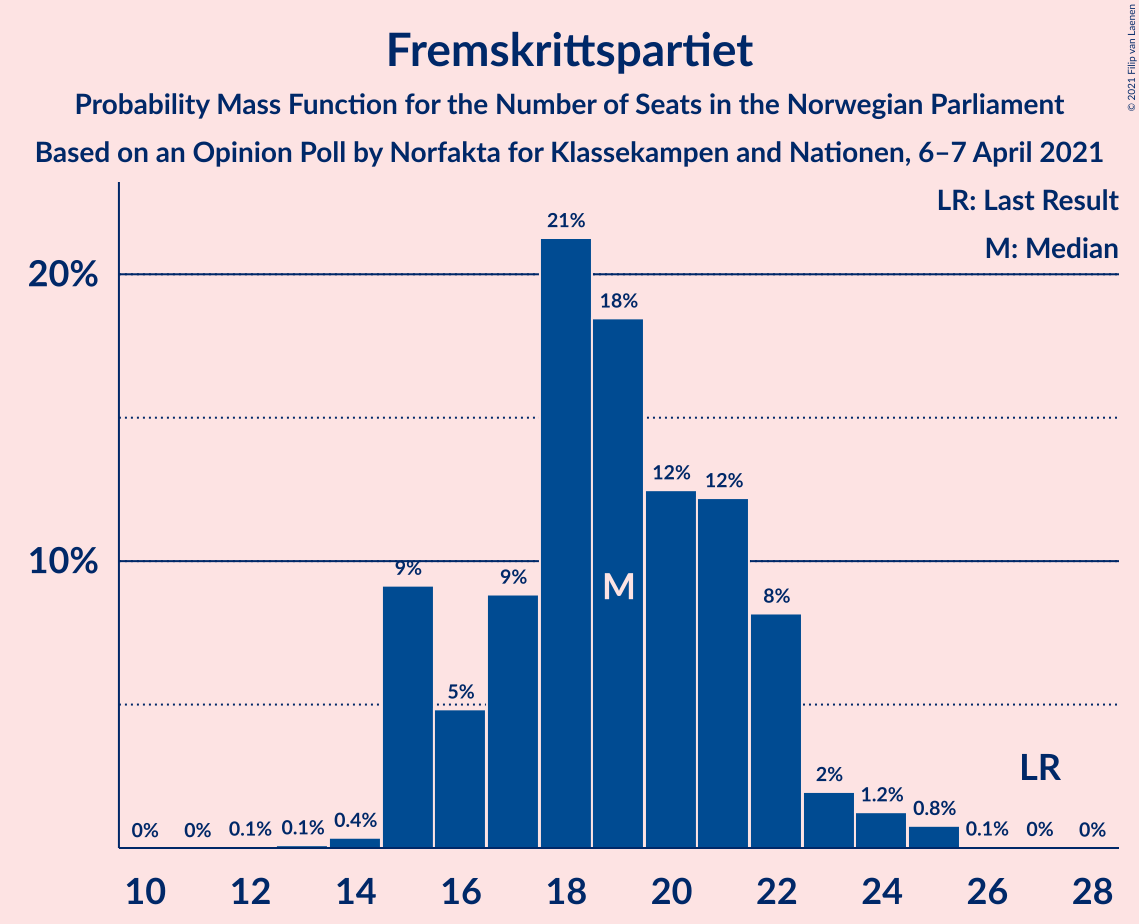 Fremskrittspartiet
Probability Mass Function for the Number of Seats in the Norwegian Parliament
Based on an Opinion Poll by Norfakta for Klassekampen and Nationen, 6–7 April 2021
© 2021 Filip van Laenen
LR: Last Result
M: Median
20%
10%
0%
0%
0.1%
0.1%
0.4%
9%
5%
9%
21%
18%
12%
12%
8%
2%
1.2%
0.8%
0.1%
0%
0%
M
LR
10 12 14 16 18 20 22 24 26 28